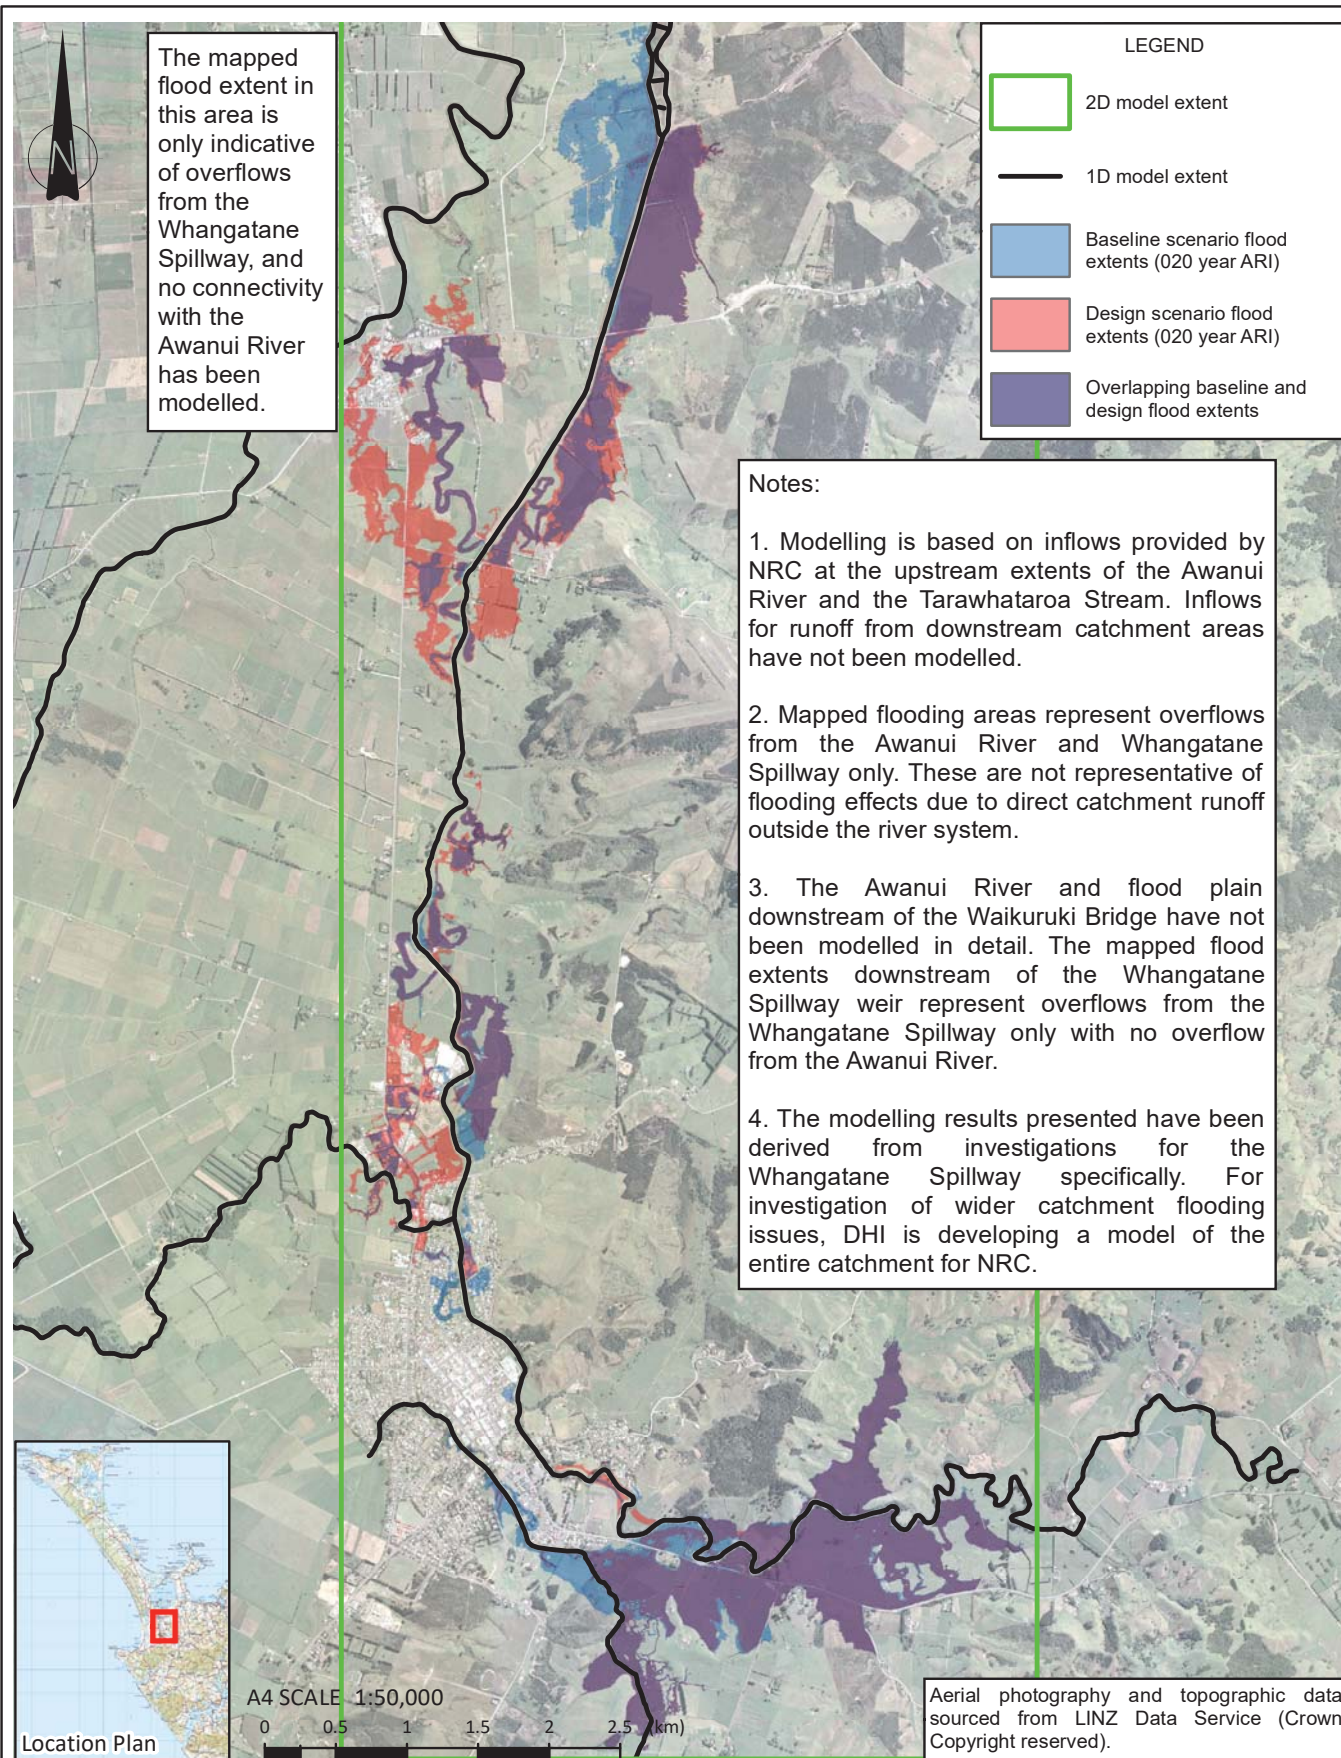 The mapped
flood extent in
this area is
only indicative
of overflows
from the
Whangatane
Spillway, and
no connectivity
with the
Awanui River
has been
modelled.
N
LEGEND
2D model extent
1D model extent
Baseline scenario flood
extents (020 year ARI)
Design scenario flood
extents (020 year ARI)
Overlapping baseline and
design flood extents
Notes:
1. Modelling is based on inflows provided by
NRC at the upstream extents of the Awanui
River and the Tarawhataroa Stream. Inflows
for runoff from downstream catchment areas
have not been modelled.
2. Mapped flooding areas represent overflows
from the Awanui River and Whangatane
Spillway only. These are not representative of
flooding effects due to direct catchment runoff
outside the river system.
3. The Awanui River and flood plain
downstream of the Waikuruki Bridge have not
been modelled in detail. The mapped flood
extents downstream of the Whangatane
Spillway weir represent overflows from the
Whangatane Spillway only with no overflow
from the Awanui River.
4. The modelling results presented have been
derived from investigations for the
Whangatane Spillway specifically. For
investigation of wider catchment flooding
issues, DHI is developing a model of the
entire catchment for NRC.
Location Plan
A4 SCALE 1:50,000
0 0.5 1 1.5 2 2.5 (km)
Aerial photography and topographic data
sourced from LINZ Data Service (Crown
Copyright reserved).